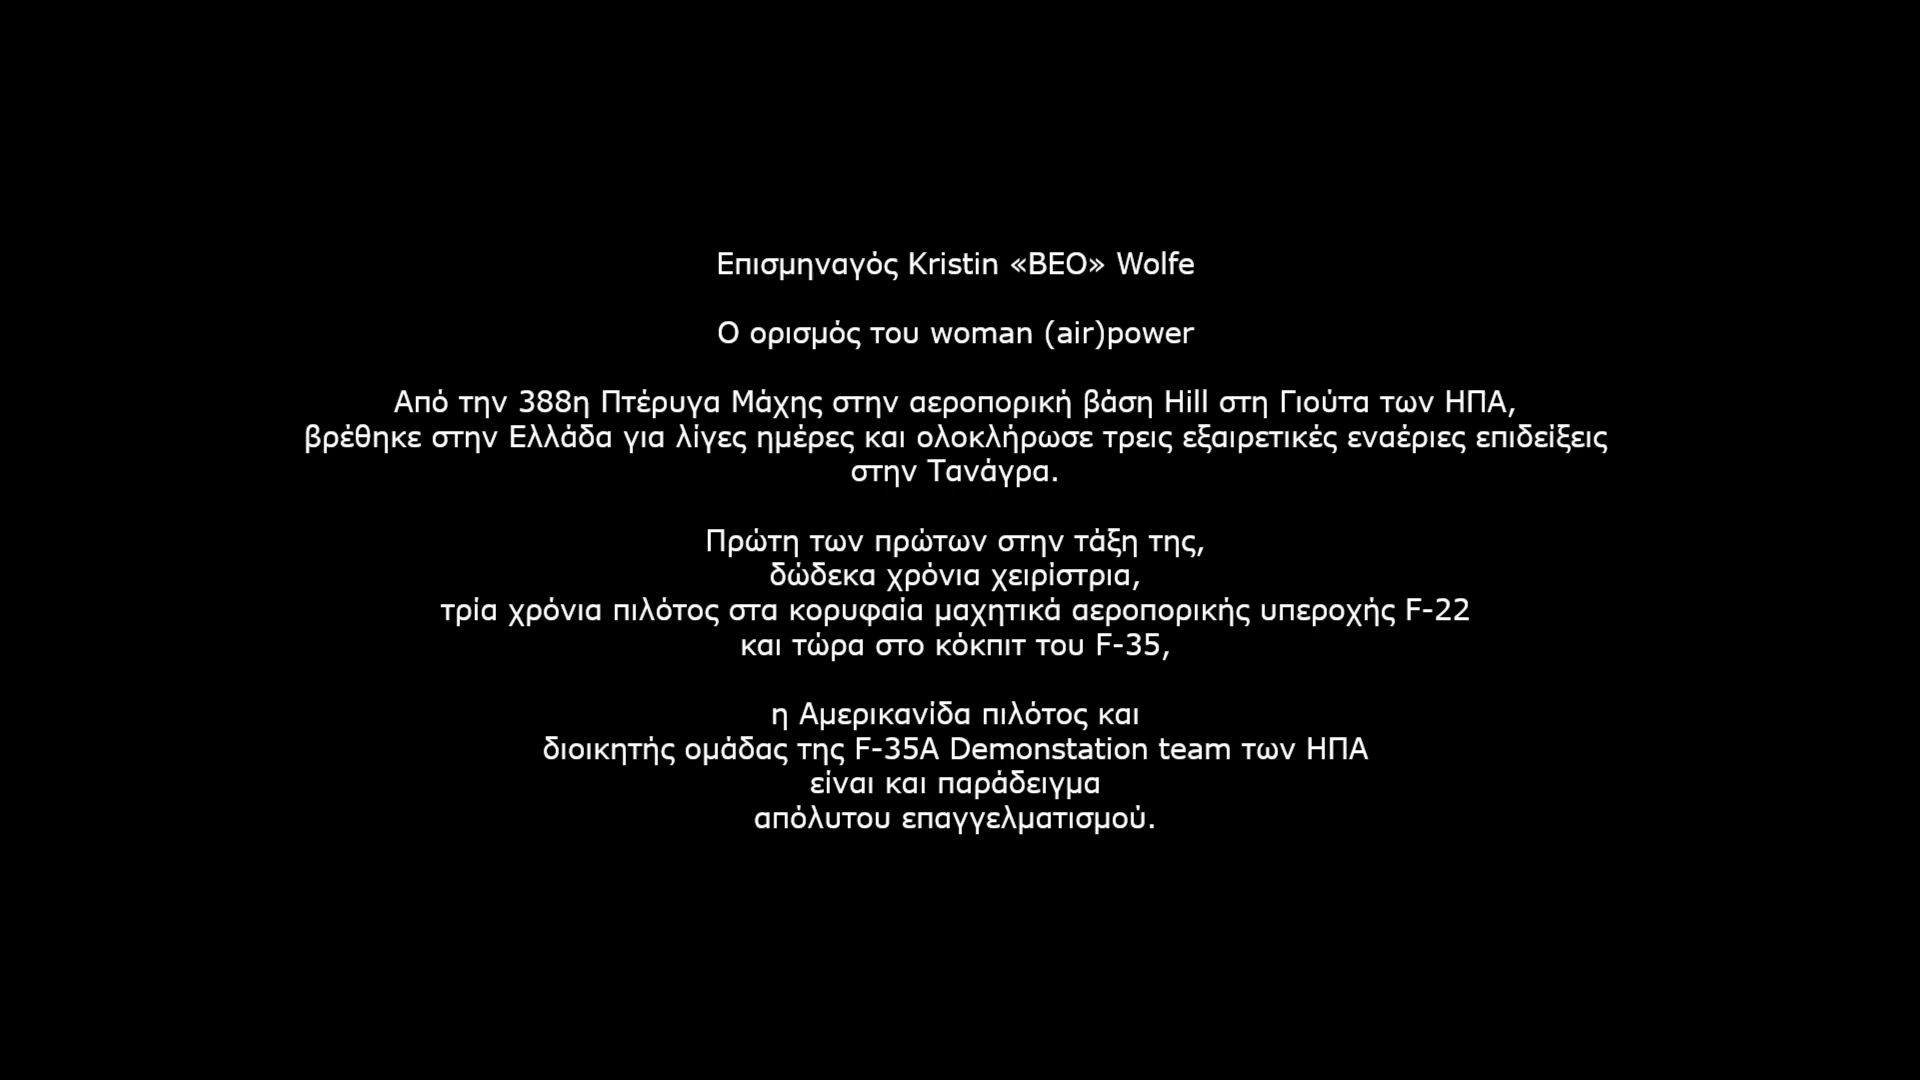 Επισμηναγός Kristin «BEO» Wolfe
Ο ορισμός του woman (air)power
Από την 388η Πτέρυγα Μάχης στην αεροπορική βάση Hill στη Γιούτα των ΗΠΑ,
βρέθηκε στην Ελλάδα για λίγες ημέρες και ολοκλήρωσε τρεις εξαιρετικές εναέριες επιδείξεις
στην Τανάγρα.
Πρώτη των πρώτων στην τάξη της,
δώδεκα χρόνια χειρίστρια,
τρία χρόνια πιλότος στα κορυφαία μαχητικά αεροπορικής υπεροχής F-22
και τώρα στο κόκπιτ του F-35,
η Αμερικανίδα πιλότος και
διοικητής ομάδας της F-35A Demonstation team των ΗΠΑ
είναι και παράδειγμα
απόλυτου επαγγελματισμού.